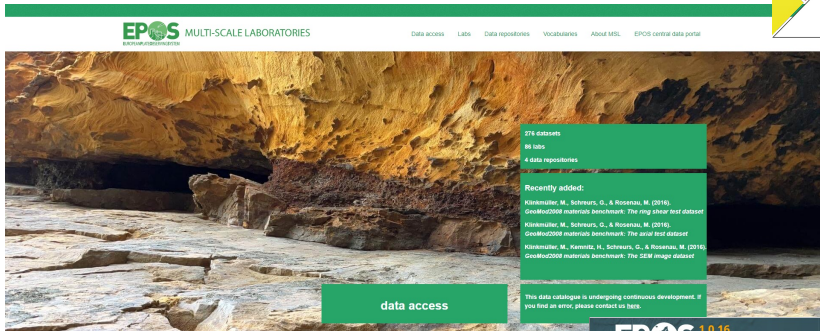 EPOS MULTI-SCALE LABORATORIES
Data access Labs Data repositories Vocabularies About MSL EPOS central data portal
276 datasets
86 labs
4 data repositories
Recently added:
Klinkmüller, M., Schreurs, G., & Rosenau, M. (2016).
GeoMod2008 materials benchmark: The ring shear test dataset
Klinkmüller, M., Schreurs, G., & Rosenau, M. (2016).
GeoMod2008 materials benchmark: The axial test dataset
Klinkmüller, M., Kemnitz, H., Schreurs, G., & Rosenau, M. (2016).
GeoMod2008 materials benchmark: The SEM image dataset
data access
This data catalogue is undergoing continuous development. If
you find an error, please contact us here.
EPOS 1.0.16